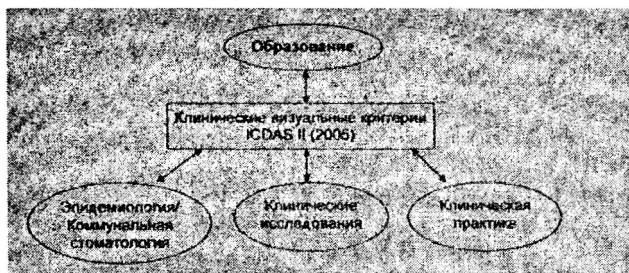 Образование
Клинические визуальные критерии
ICDAS II (2005)
Эпидемиология/
Коммунальная
стоматология
Клинические
исследования
Клиническая
практика